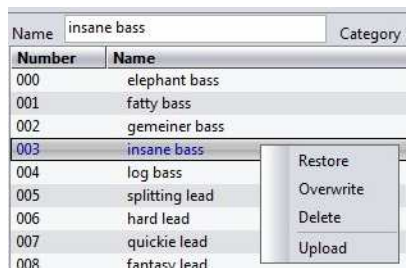 Name insane bass Category
Number Name
000 elephant bass
001 fatty bass
002 gemeiner bass
003 insane bass
004 log bass
005 splitting lead
006 hard lead
007 quickie lead
008 fantasy lead
Restore
Overwrite
Delete
Upload